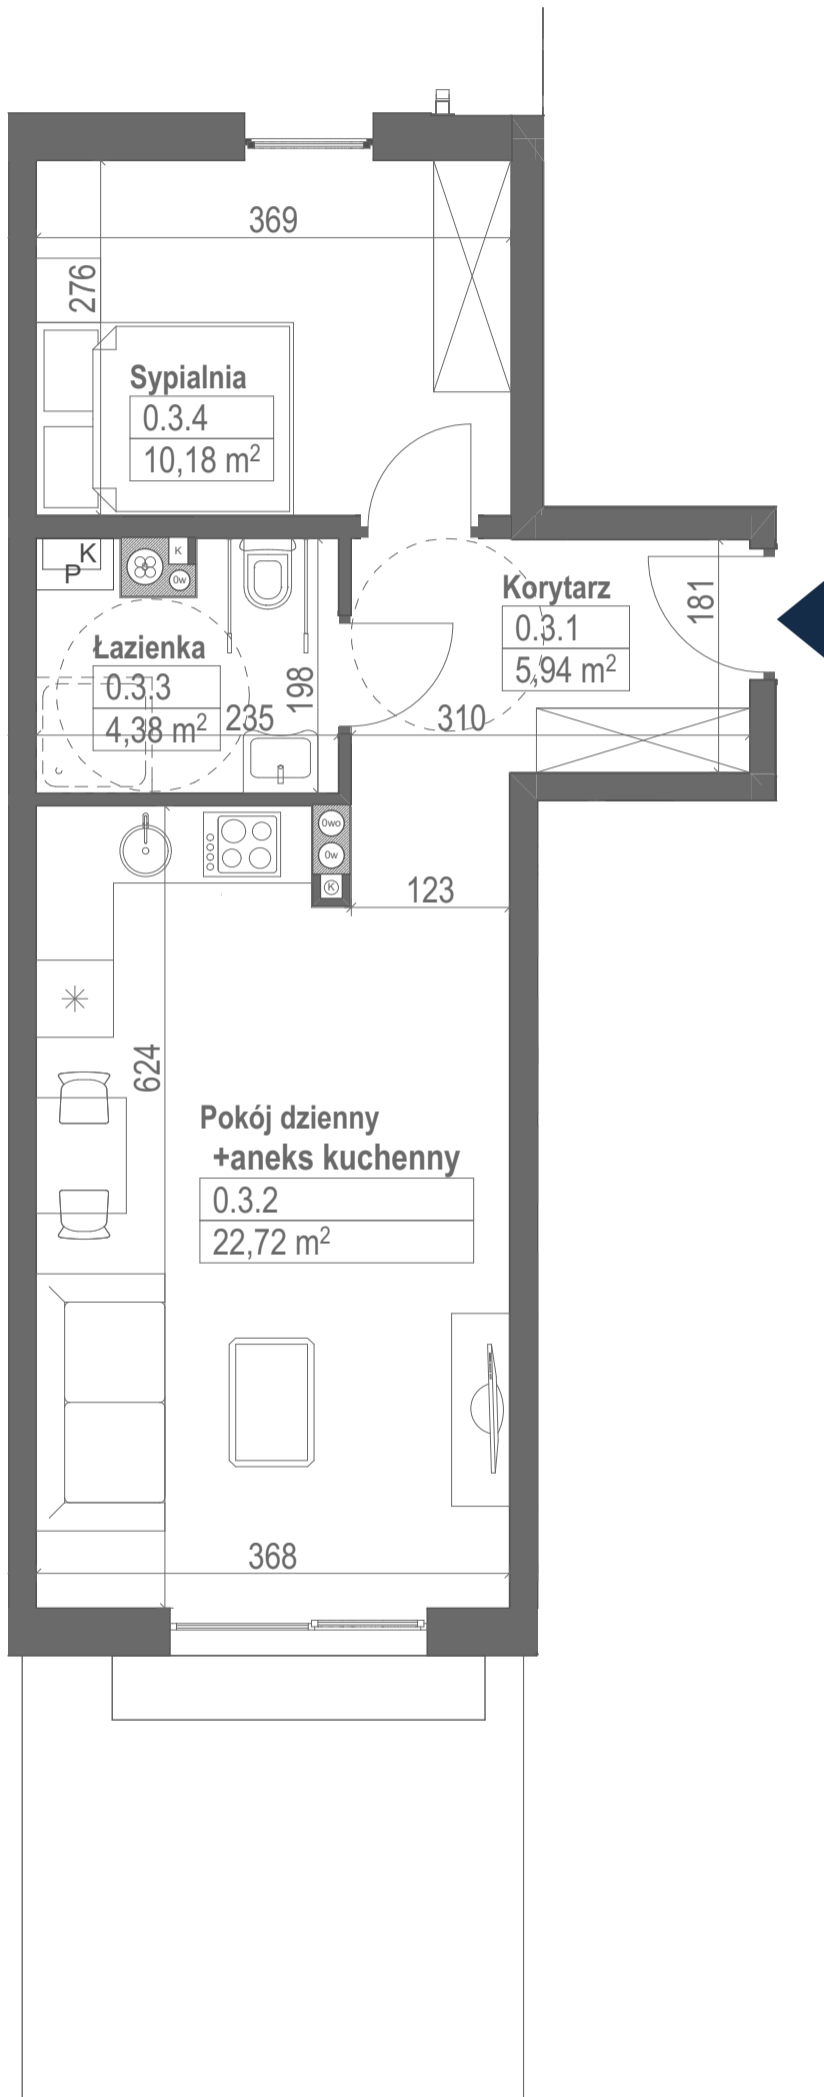 369
276
Sypialnia
0.3.4
10,18 m²
K
P
K
0w
Korytarz
0.3.1
5,94 m²
181
Łazienka
0.3.3
4,38 m²
235
198
310
0wo
0w
K
123
624
Pokój dzienny
+aneks kuchenny
0.3.2
22,72 m²
368